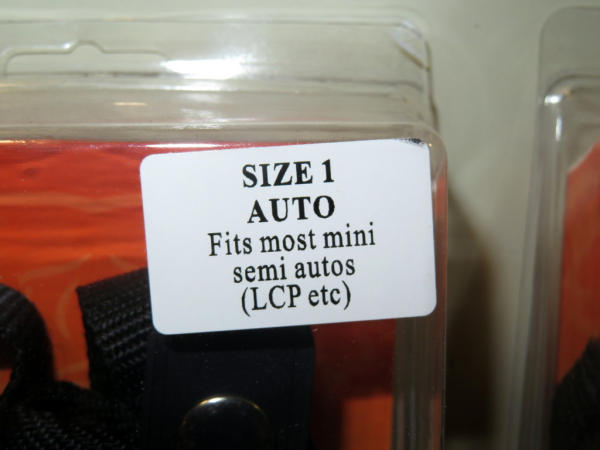 SIZE 1
AUTO
Fits most mini
semi autos
(LCP etc)